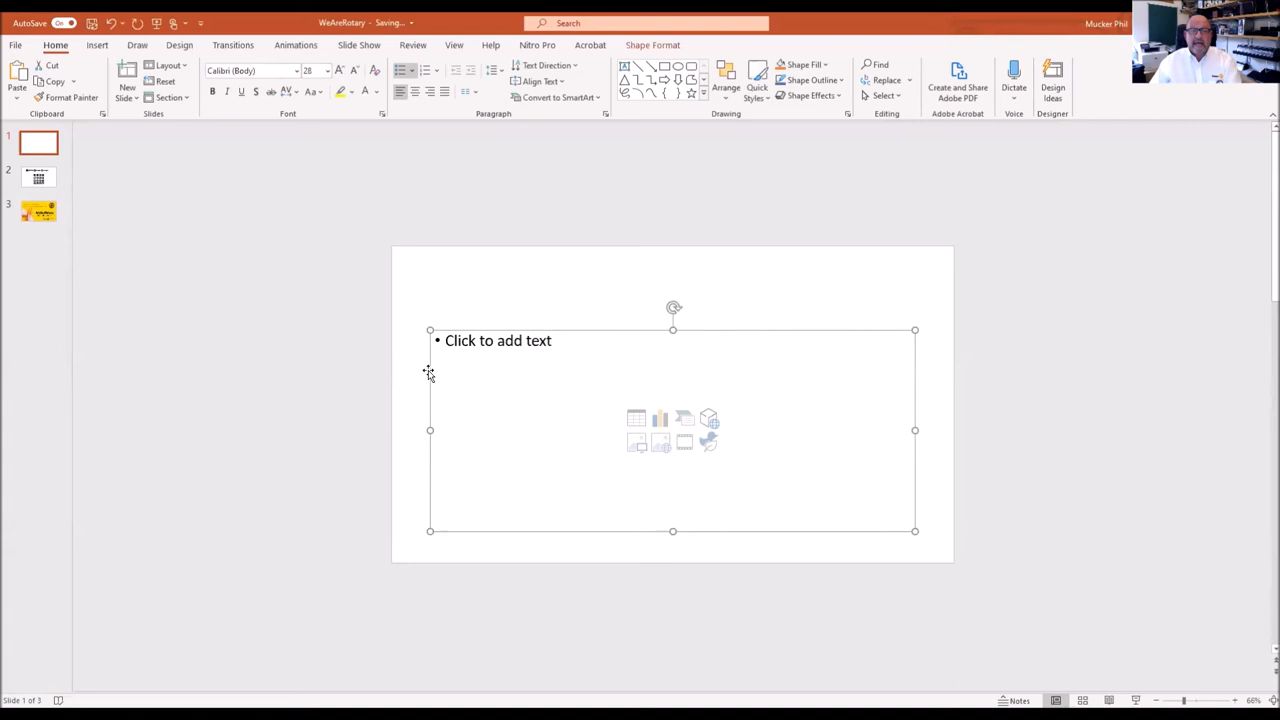 AutoSave On WeAreRotary - Saving... Search Mucker Phil
File Home Insert Draw Design Transitions Animations Slide Show Review View Help Nitro Pro Acrobat Shape Format
Paste Cut Copy Format Painter
New Slide Layout Reset Section
Calibri (Body) 28
B I U S ab AV Aa A
Text Direction Align Text Convert to SmartArt
Arrange Quick Styles Shape Fill Shape Outline Shape Effects
Find Replace Select
Create and Share Adobe PDF
Dictate
Design Ideas
Clipboard Slides Font Paragraph Drawing Editing Adobe Acrobat Voice Designer
1
2
3
• Click to add text
Slide 1 of 3 Notes 66%